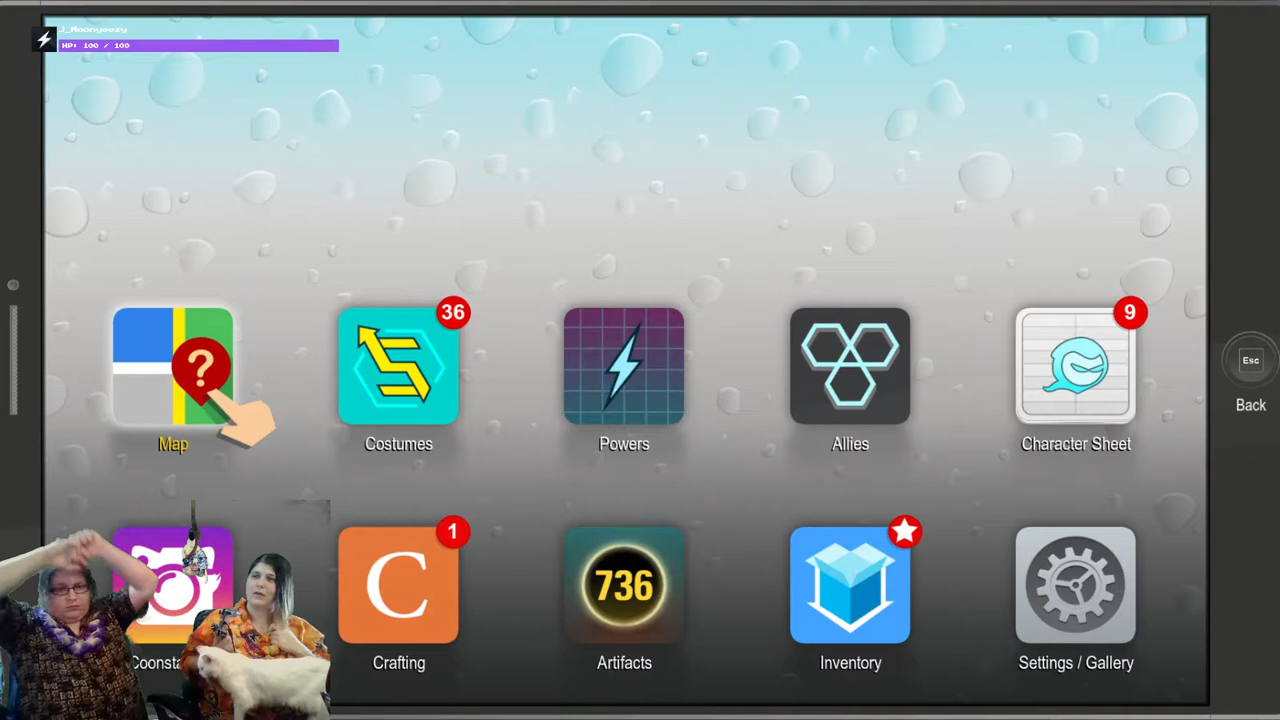 J_Moonyeezy
HP: 100 / 100
?
36
9
Map
Costumes
Powers
Allies
Character Sheet
Esc
Back
1
C
736
Coonsta
Crafting
Artifacts
Inventory
Settings / Gallery